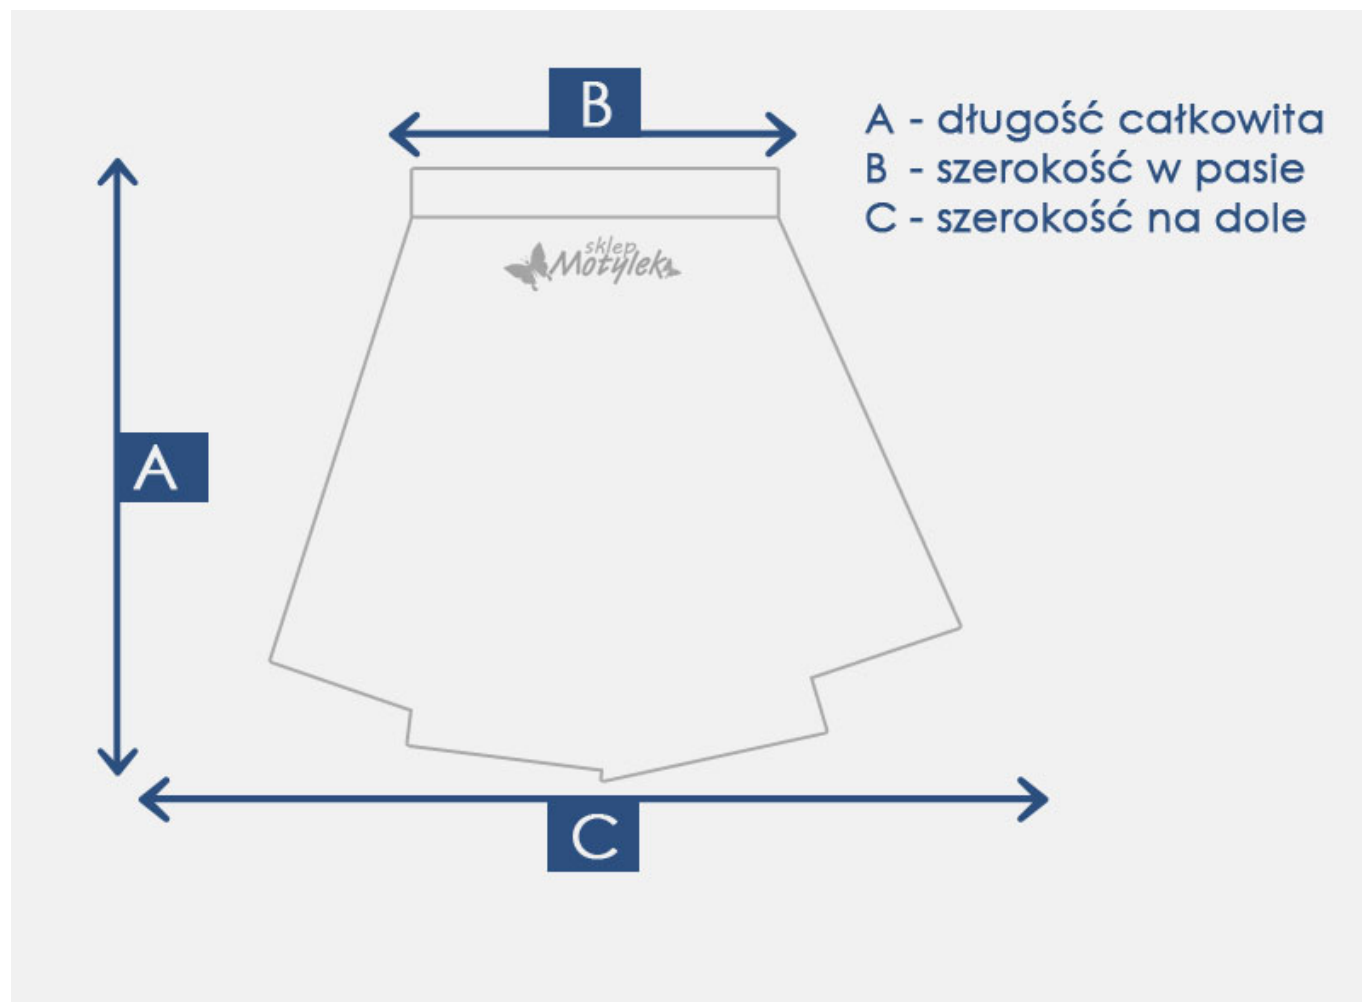 B
A - długość całkowita
B - szerokość w pasie
C - szerokość na dole
sklep
Motylek
A
C